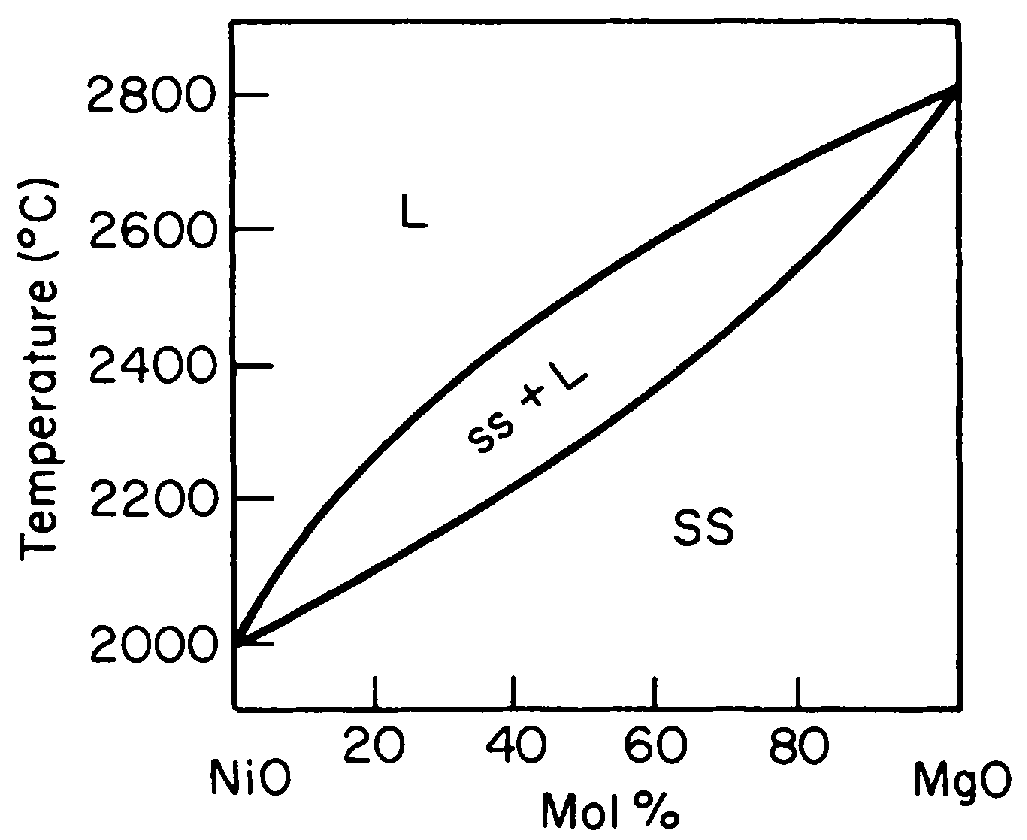 2800
2600
2400
2200
2000
Temperature (°C)
L
ss + L
SS
20 40 60 80
NiO MgO
Mol %